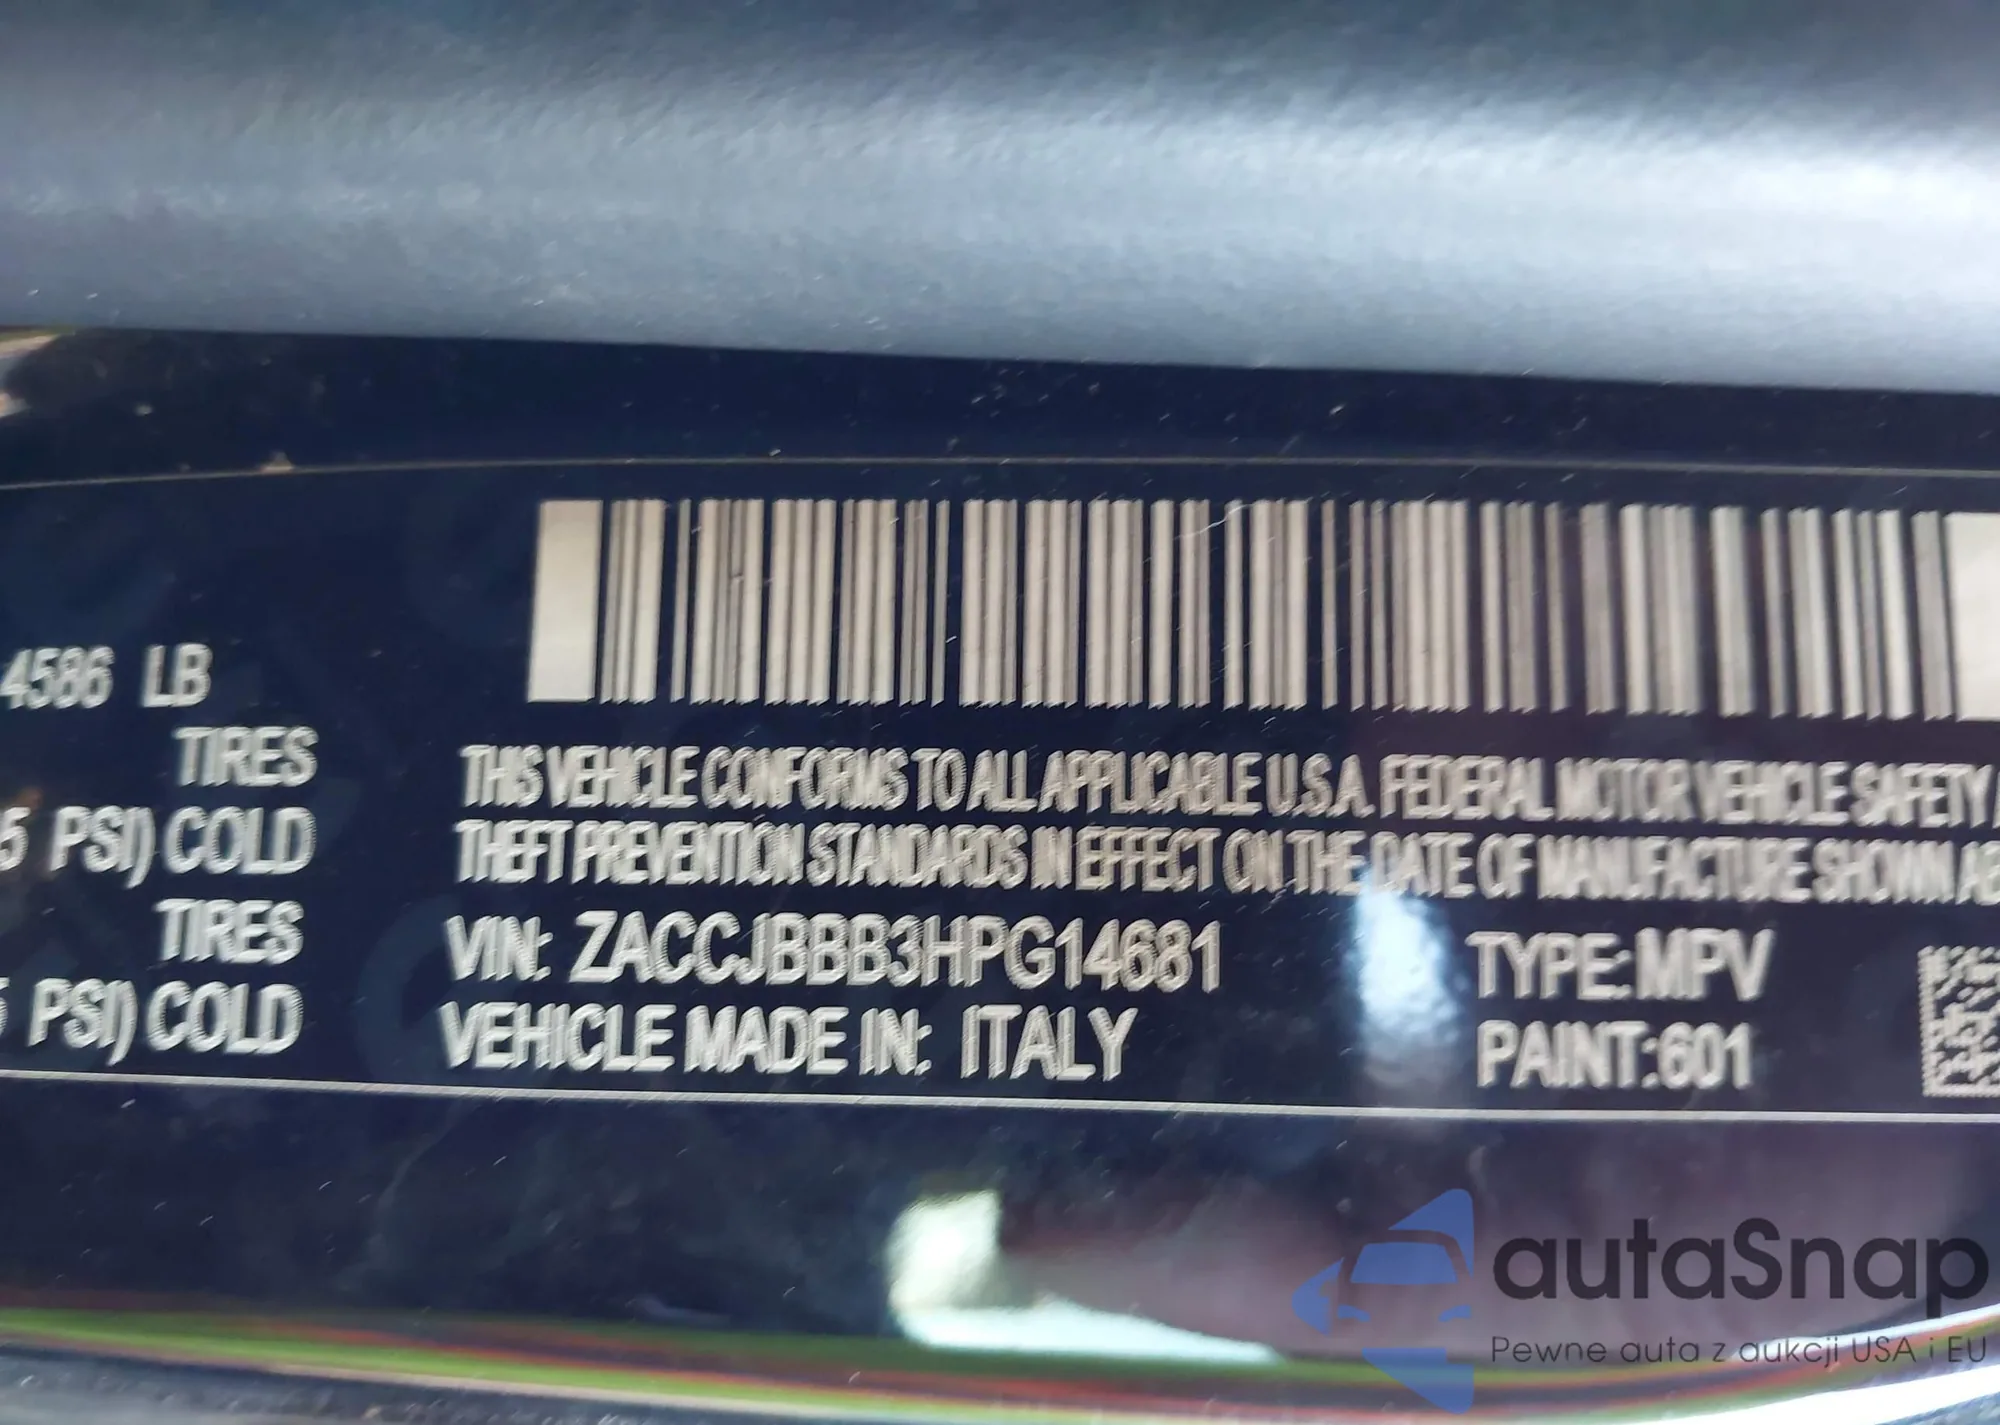 4586 LB
TIRES
5 PSI) COLD
TIRES
PSI) COLD
THIS VEHICLE CONFORMS TO ALL APPLICABLE U.S.A. FEDERAL MOTOR VEHICLE SAFETY
THEFT PREVENTION STANDARDS IN EFFECT ON THE DATE OF MANUFACTURE SHOWN AB
VIN: ZACCJBBB3HPG14681
TYPE: MPV
VEHICLE MADE IN: ITALY
PAINT: 601
autaSnap
Pewne auta z aukcji USA i EU